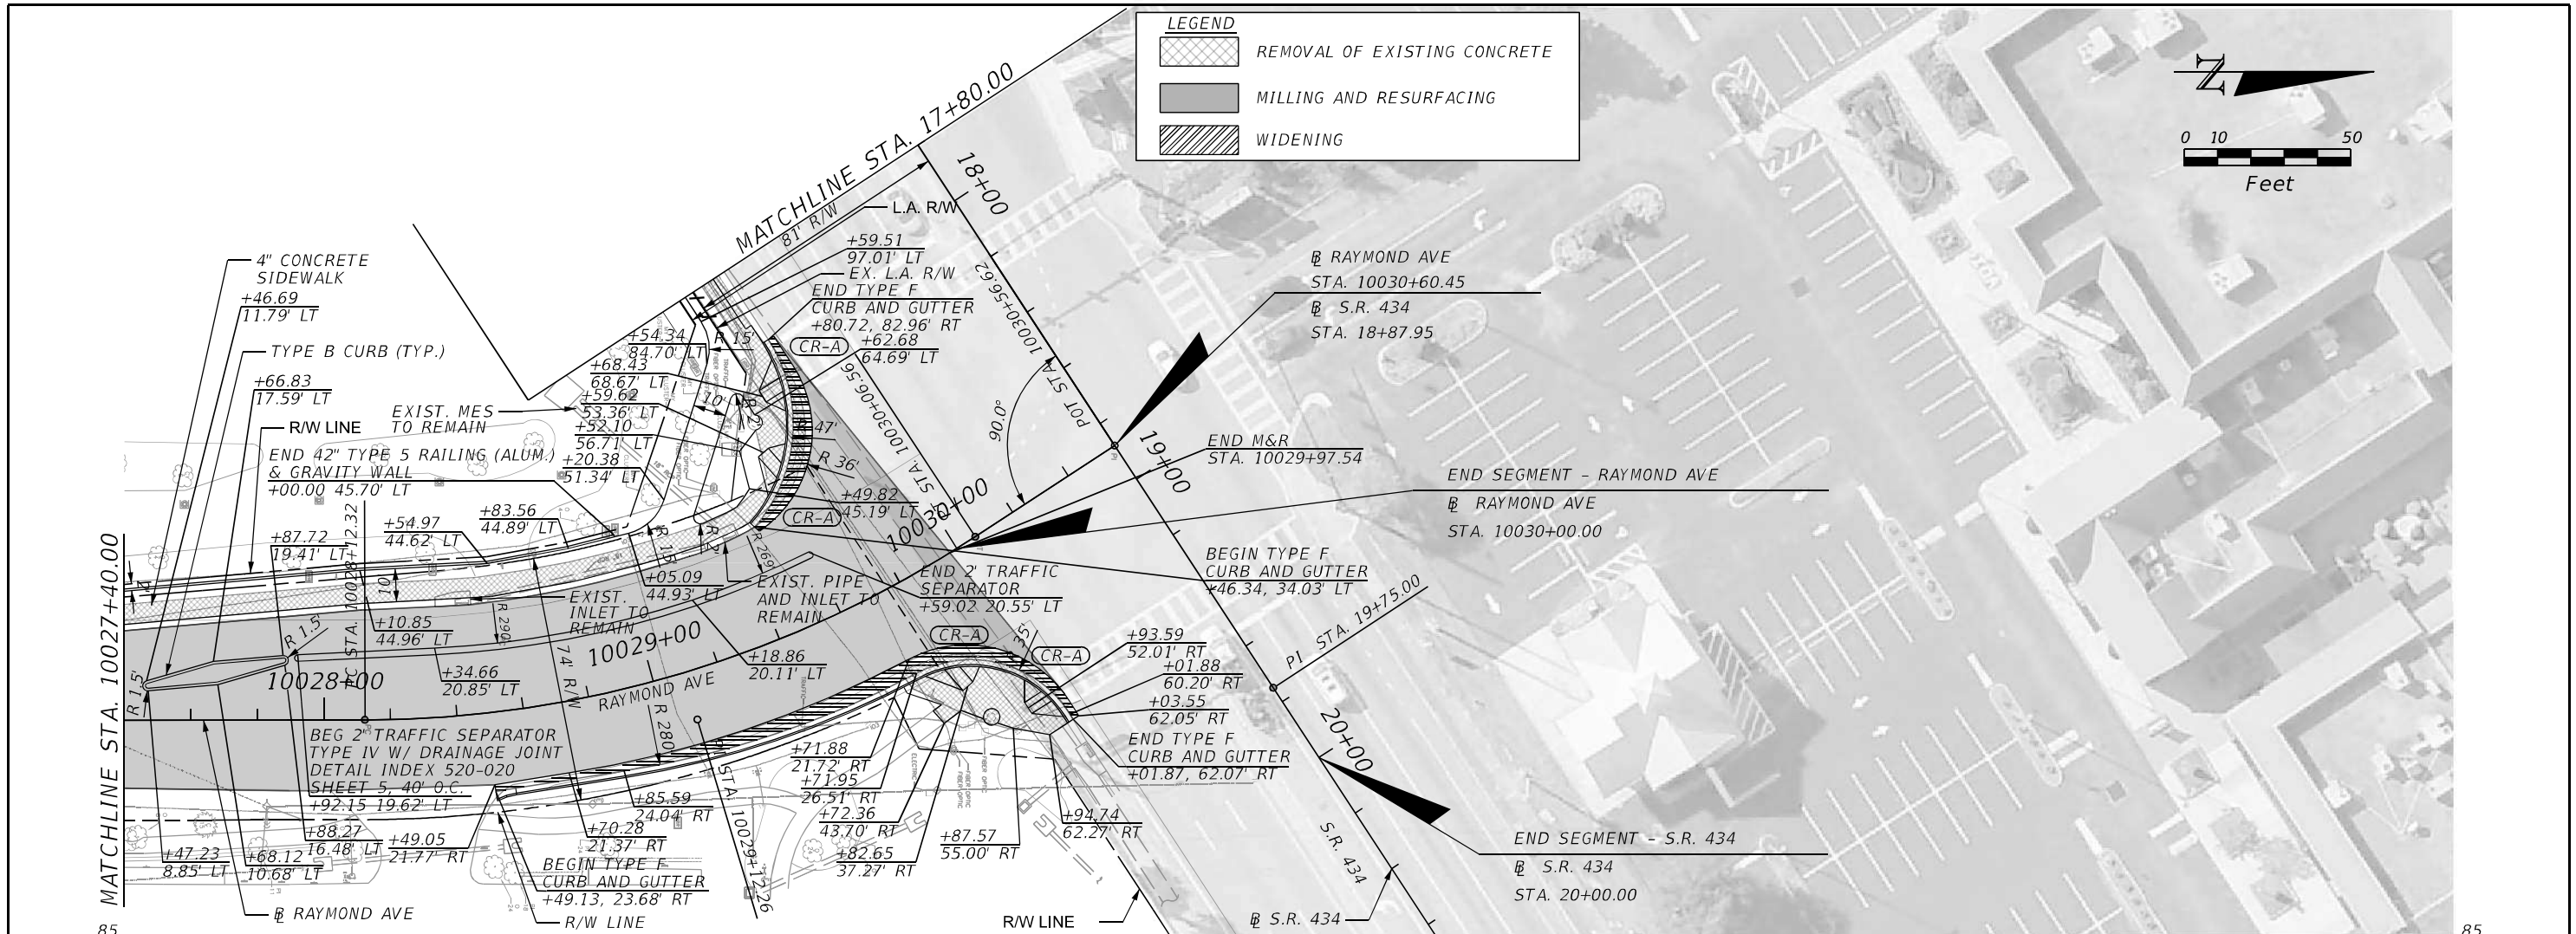 LEGEND
REMOVAL OF EXISTING CONCRETE
MILLING AND RESURFACING
WIDENING
N
0 10 50
Feet
MATCHLINE STA. 17+80.00
81' R/W
L.A. R/W
18+00
+59.51
97.01' LT
EX. L.A. R/W
END TYPE F
CURB AND GUTTER
+80.72, 82.96' RT
CR-A
+62.68
64.69' LT
4" CONCRETE
SIDEWALK
+46.69
11.79' LT
TYPE B CURB (TYP.)
+66.83
17.59' LT
EXIST. MES
TO REMAIN
R/W LINE
END 42" TYPE 5 RAILING (ALUM.)
& GRAVITY WALL
+00.00 45.70' LT
+54.34
84.70' LT
R 15'
+68.43
68.67' LT
+59.62
53.36' LT
10'
+52.10
56.71' LT
+20.38
51.34' LT
R 47'
R 36'
+49.82
45.19' LT
CR-A
POT STA. 10030+56.62
PT STA. 10030+06.56
90.0°
10030+00
19+00
℄ RAYMOND AVE
STA. 10030+60.45
℄ S.R. 434
STA. 18+87.95
END M&R
STA. 10029+97.54
END SEGMENT - RAYMOND AVE
℄ RAYMOND AVE
STA. 10030+00.00
BEGIN TYPE F
CURB AND GUTTER
+46.34, 34.03' LT
PI STA. 19+75.00
MATCHLINE STA. 10027+40.00
+87.72
19.41' LT
PC STA. 10028+12.32
+54.97
44.62' LT
+83.56
44.89' LT
R 15'
R 269'
10'
+05.09
44.93' LT
EXIST. PIPE
AND INLET TO
REMAIN
END 2' TRAFFIC
SEPARATOR
+59.02 20.55' LT
EXIST.
INLET TO
REMAIN
R 290'
+10.85
44.96' LT
R 1.5'
R 1.5'
10028+00
+34.66
20.85' LT
74' R/W
10029+00
RAYMOND AVE
+18.86
20.11' LT
R 280'
CR-A
35'
CR-A
+93.59
52.01' RT
+01.88
60.20' RT
+03.55
62.05' RT
END TYPE F
CURB AND GUTTER
+01.87, 62.07' RT
BEG 2' TRAFFIC SEPARATOR
TYPE IV W/ DRAINAGE JOINT
DETAIL INDEX 520-020
SHEET 5, 40' O.C.
+92.15 19.62' LT
+71.88
21.72' RT
+71.95
26.51' RT
+72.36
43.70' RT
+82.65
37.27' RT
+87.57
55.00' RT
+94.74
62.27' RT
+85.59
24.04' RT
+70.28
21.37' RT
+88.27
16.48' LT
+49.05
21.77' RT
+47.23
8.85' LT
+68.12
10.68' LT
BEGIN TYPE F
CURB AND GUTTER
+49.13, 23.68' RT
PI STA. 10029+12.26
℄ RAYMOND AVE
R/W LINE
R/W LINE
20+00
S.R. 434
℄ S.R. 434
END SEGMENT - S.R. 434
℄ S.R. 434
STA. 20+00.00
85
85